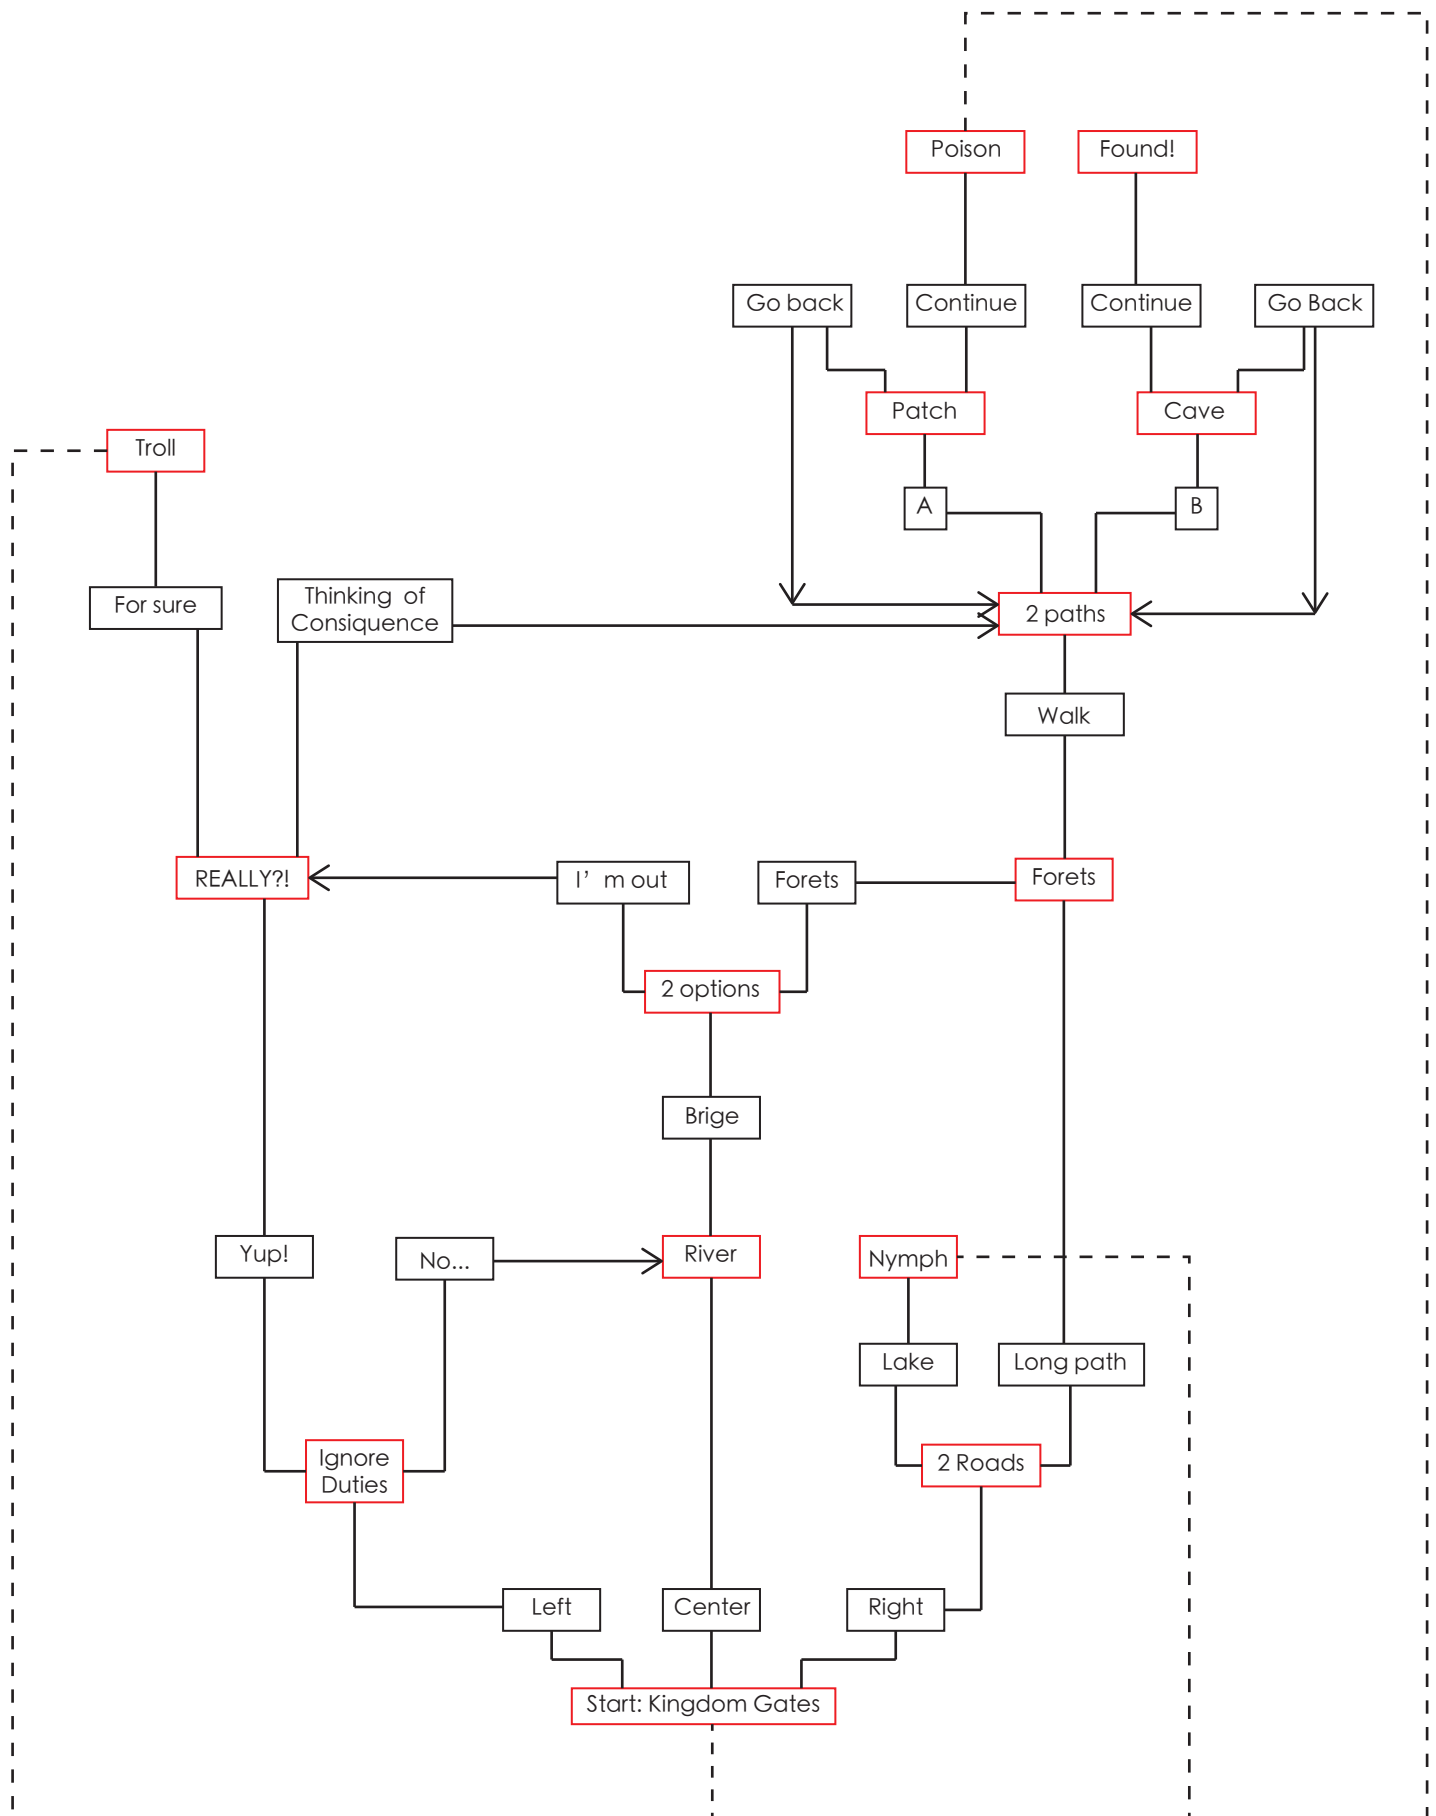 Poison
Found!
Go back
Continue
Continue
Go Back
Patch
Cave
Troll
A
B
For sure
Thinking of
Consiquence
2 paths
Walk
REALLY?!
I’ m out
Forets
Forets
2 options
Brige
Yup!
No...
River
Nymph
Lake
Long path
Ignore
Duties
2 Roads
Left
Center
Right
Start: Kingdom Gates